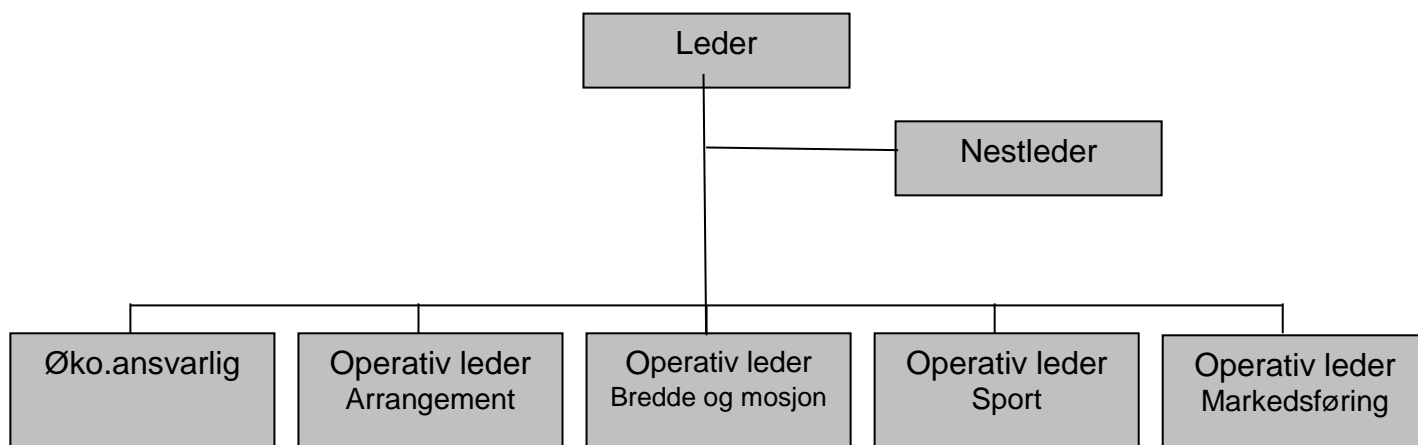 Leder
Nestleder
Øko.ansvarlig
Operativ leder
Arrangement
Operativ leder
Bredde og mosjon
Operativ leder
Sport
Operativ leder
Markedsføring